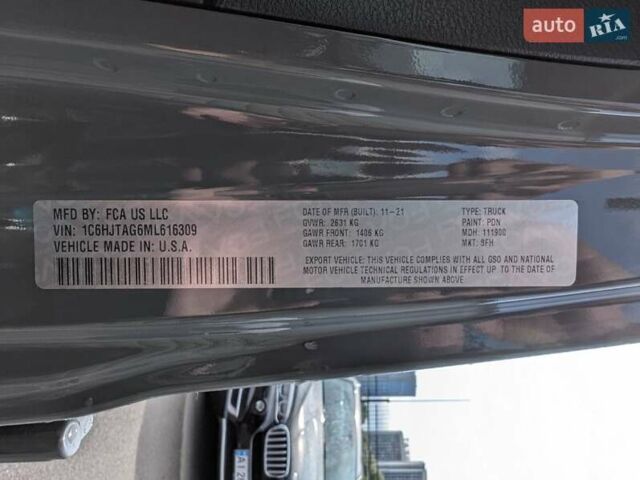 auto RIA .com
MFD BY: FCA US LLC
VIN: 1C6HJTAG6ML616309
VEHICLE MADE IN U.S.A.
DATE OF MFR (BUILT): 11-21
GVWR: 2631 KG
GAWR FRONT: 1406 KG
GAWR REAR: 1701 KG
TYPE: TRUCK
PAINT: PDN
MDH: 111900
MKT: BFH
EXPORT VEHICLE: THIS VEHICLE COMPLIES WITH ALL GSO AND NATIONAL
MOTOR VEHICLE TECHNICAL REGULATIONS IN EFFECT UP TO THE DATE OF
MANUFACTURE SHOWN ABOVE